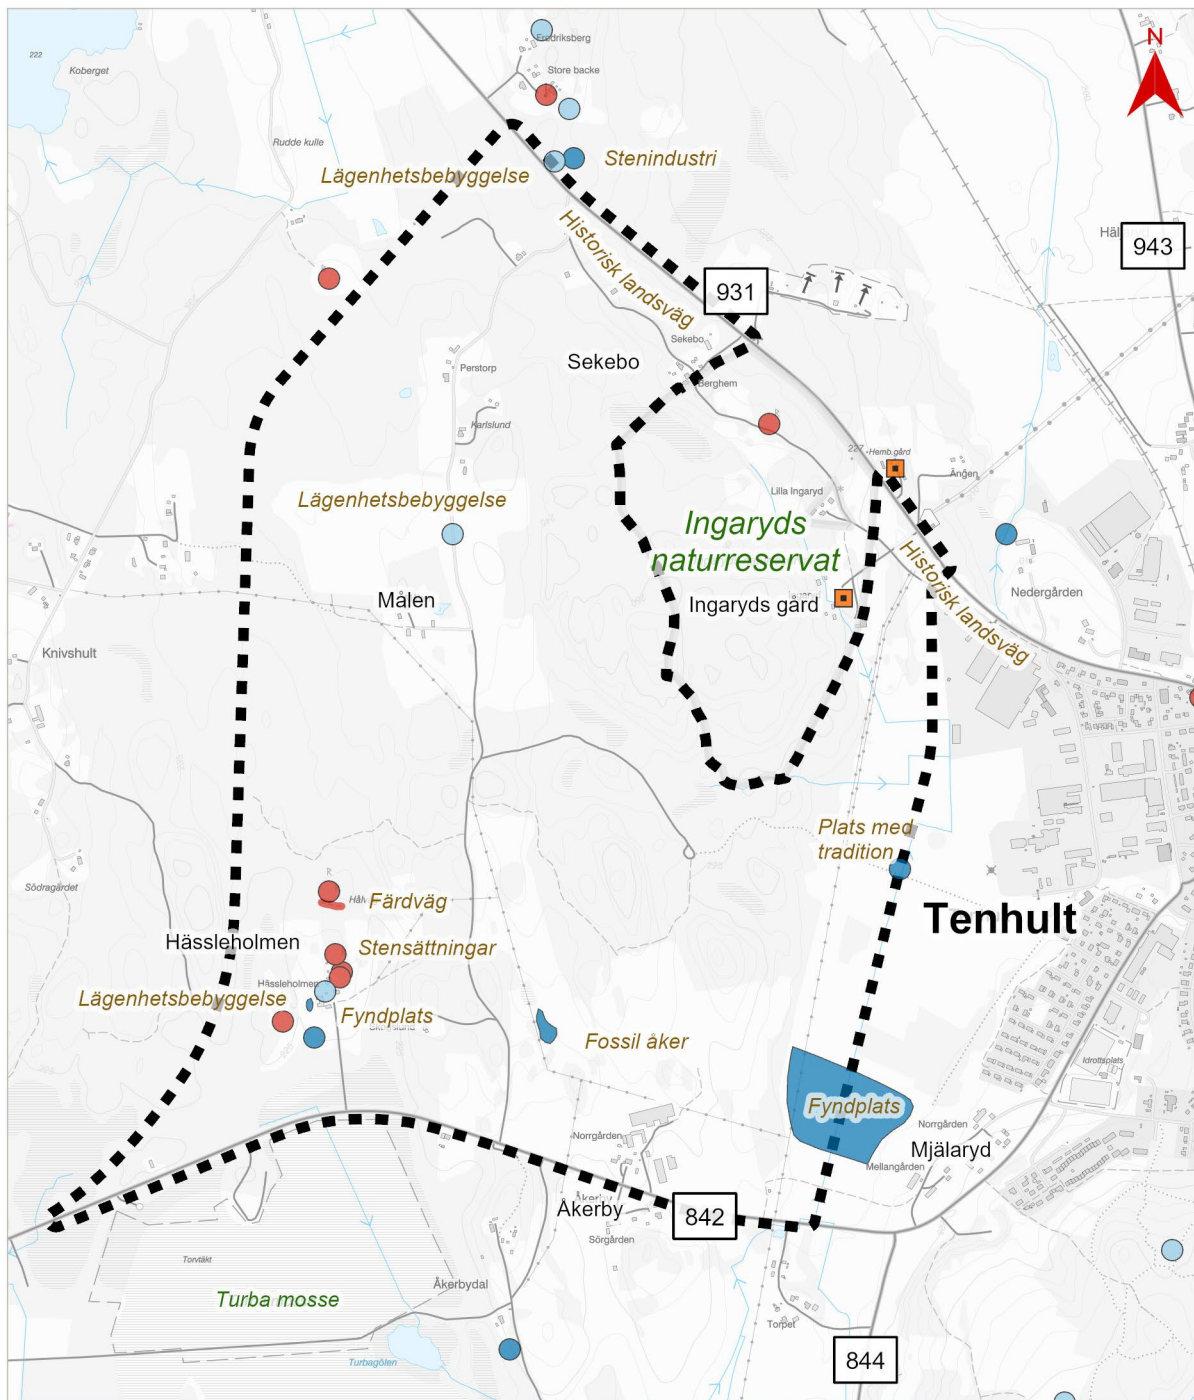 Fredriksberg
N
222
Koberget
Store backe
Rudde kulle
Stenindustri
Lägenhetsbebyggelse
Historisk landsväg
943
931
Sekebo
Sekebo
Perstorp
Berghem
Karlslund
227
Hemb.gård
Ängen
Lägenhetsbebyggelse
Lilla Ingaryd
Ingaryds
naturreservat
Historisk landsväg
Målen
Ingaryds gård
Nedergården
Knivshult
Plats med
tradition
Södragärdet
R
Färdväg
Tenhult
Hässleholmen
Stensättningar
Hässleholmen
Lägenhetsbebyggelse
Fyndplats
Fossil åker
Idrottsplats
Fyndplats
Norrgården
Norrgården
Mjälaryd
Mellangården
Åkerby
Åkerby
842
Sörgården
Torvtäkt
Åkerbydal
Turba mosse
Torpet
Turbagölen
844